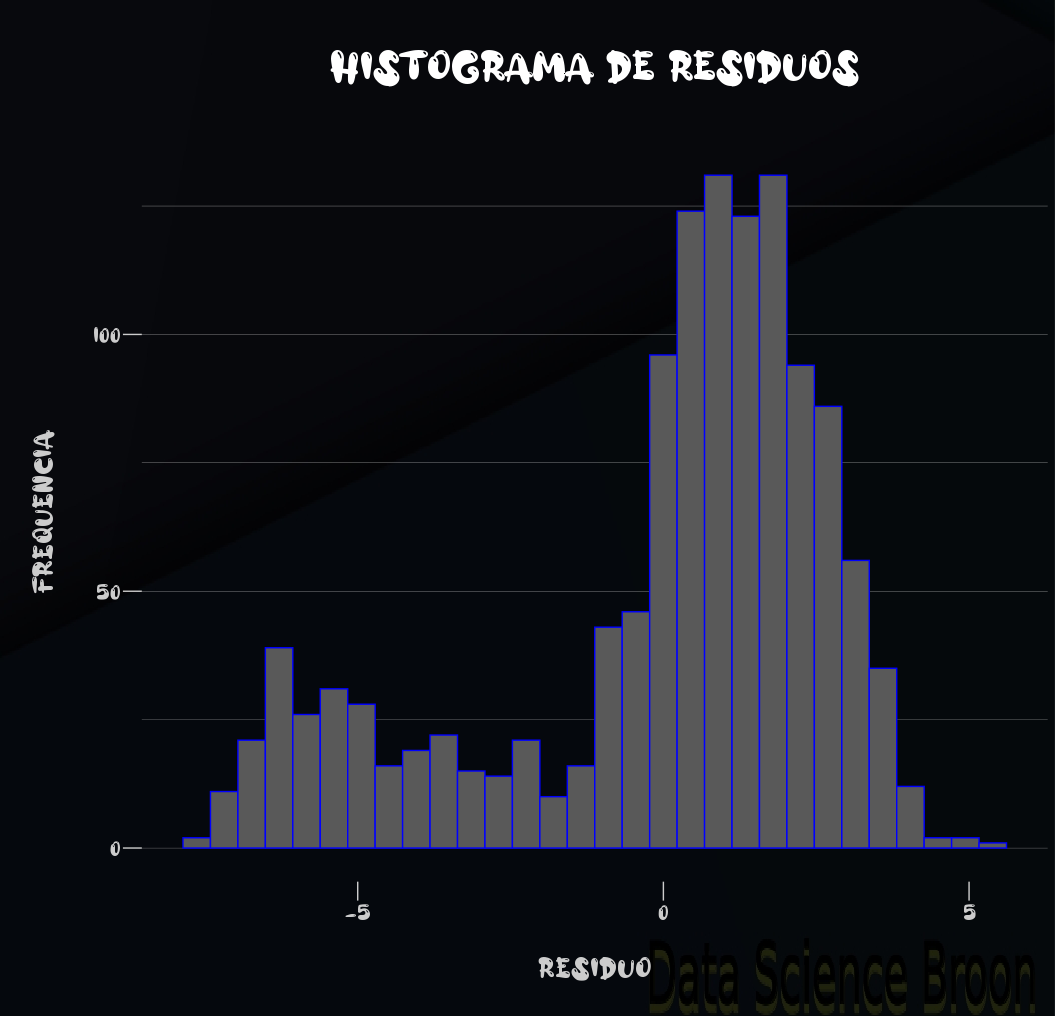 HISTOGRAMA DE RESIDUOS
100
50
0
FREQUENCIA
-5 0 5
RESIDUO
Data Science Broon